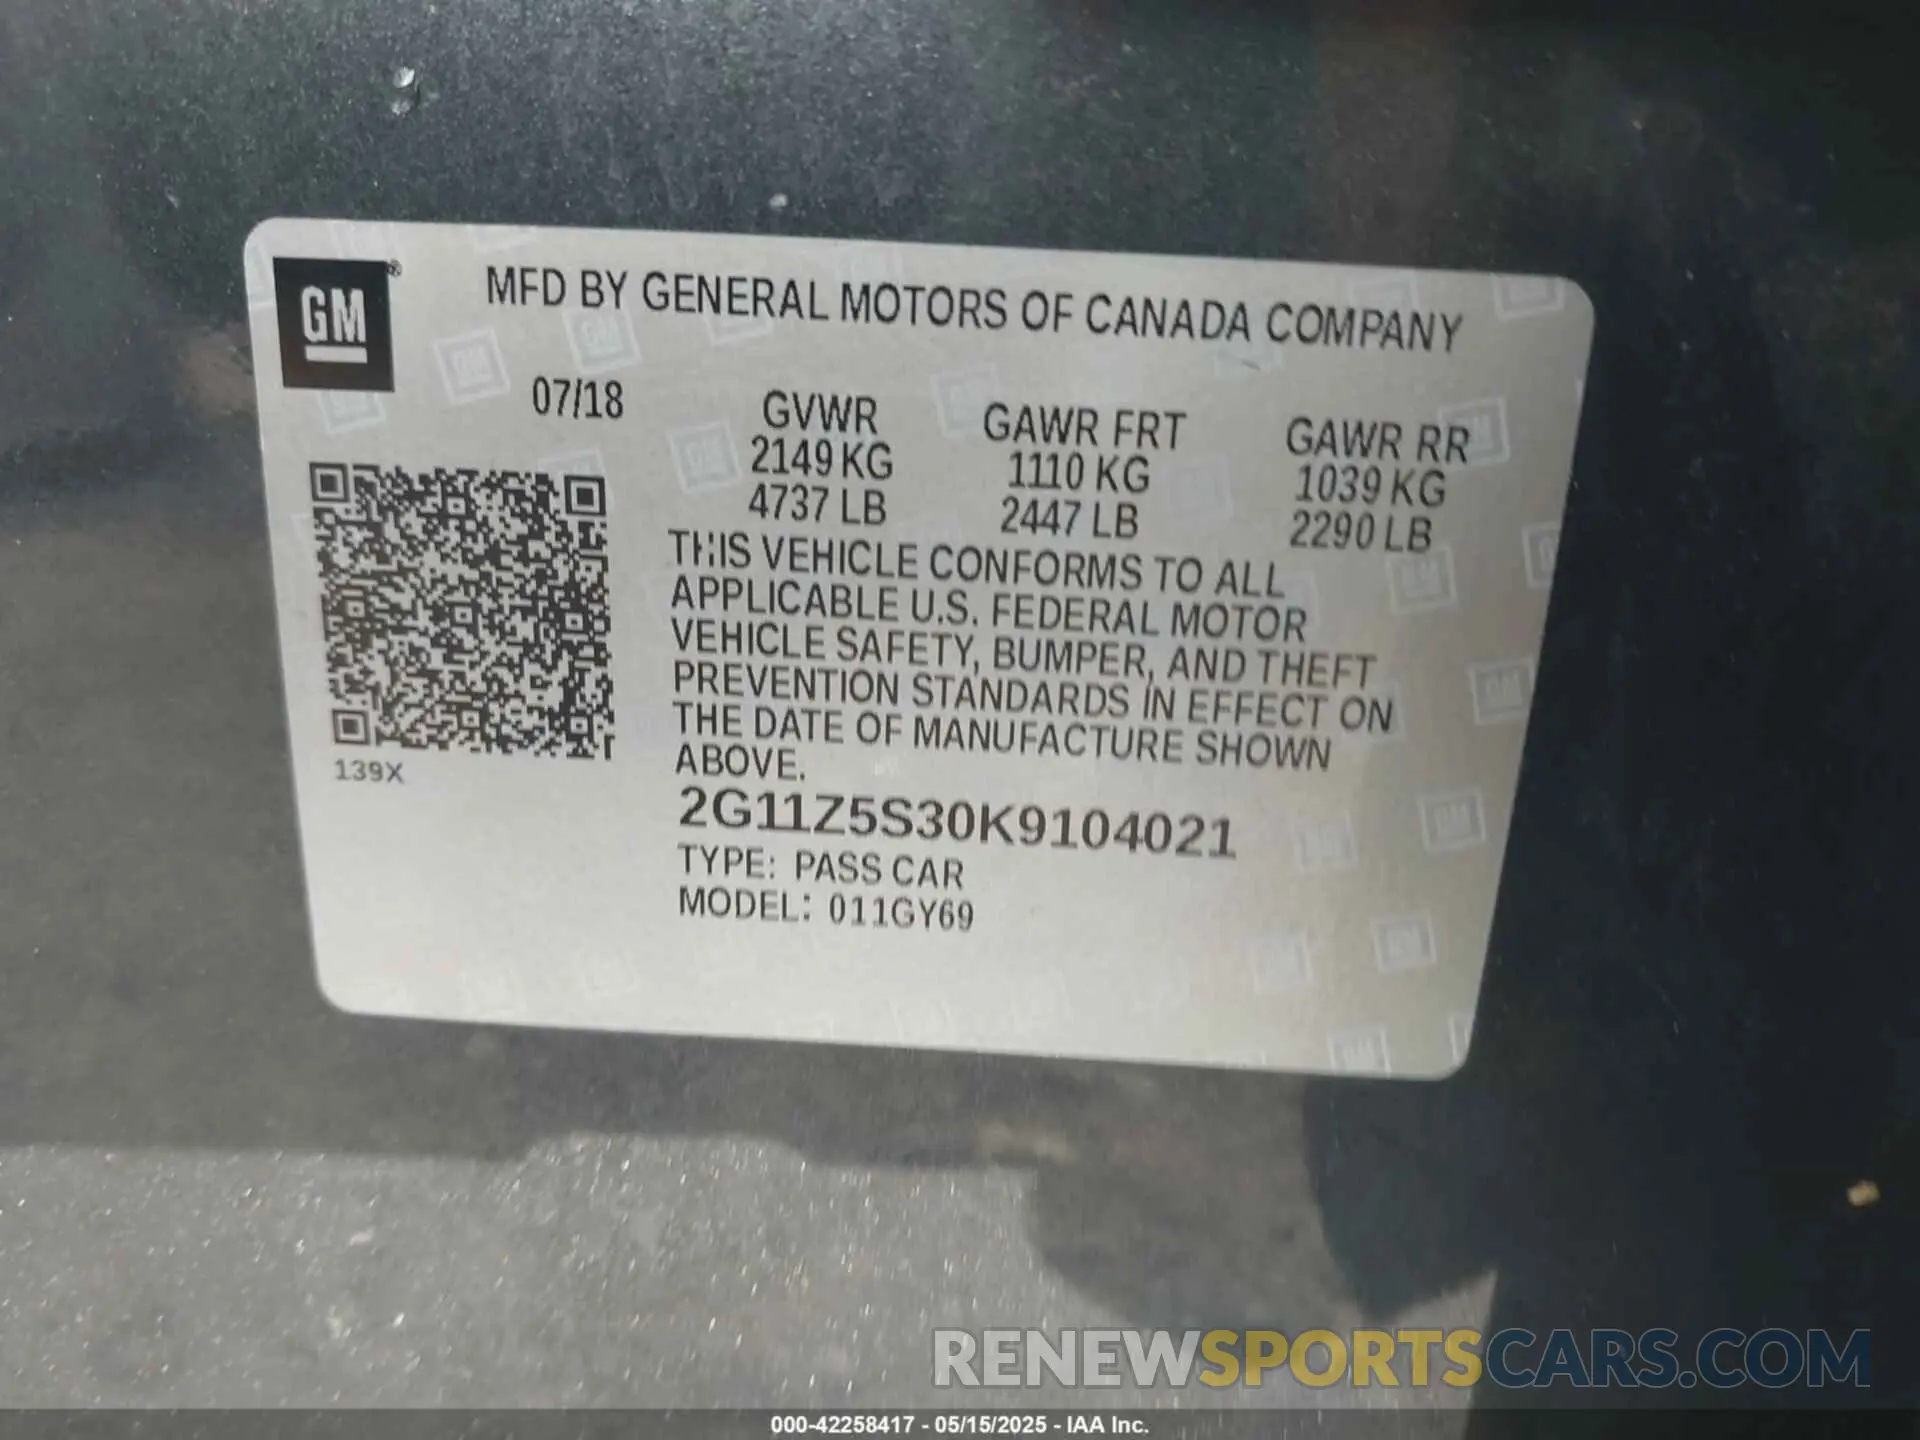 GM®
MFD BY GENERAL MOTORS OF CANADA COMPANY
07/18
GVWR
2149 KG
4737 LB
GAWR FRT
1110 KG
2447 LB
GAWR RR
1039 KG
2290 LB
THIS VEHICLE CONFORMS TO ALL
APPLICABLE U.S. FEDERAL MOTOR
VEHICLE SAFETY, BUMPER, AND THEFT
PREVENTION STANDARDS IN EFFECT ON
THE DATE OF MANUFACTURE SHOWN
ABOVE.
139X
2G11Z5S30K9104021
TYPE: PASS CAR
MODEL: 011GY69
RENEWSPORTSCARS.COM
000-42258417 - 05/15/2025 - IAA Inc.